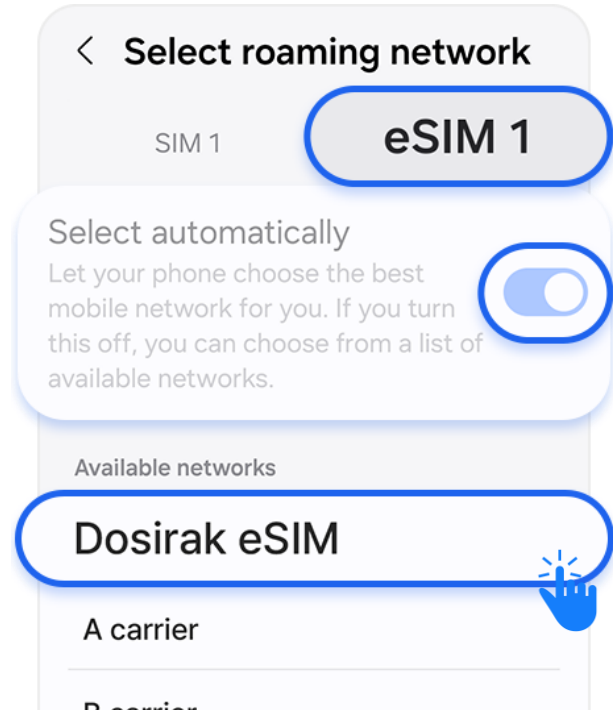 Select roaming network
SIM 1
eSIM 1
Select automatically
Let your phone choose the best
mobile network for you. If you turn
this off, you can choose from a list of
available networks.
Available networks
Dosirak eSIM
A carrier
B carrier